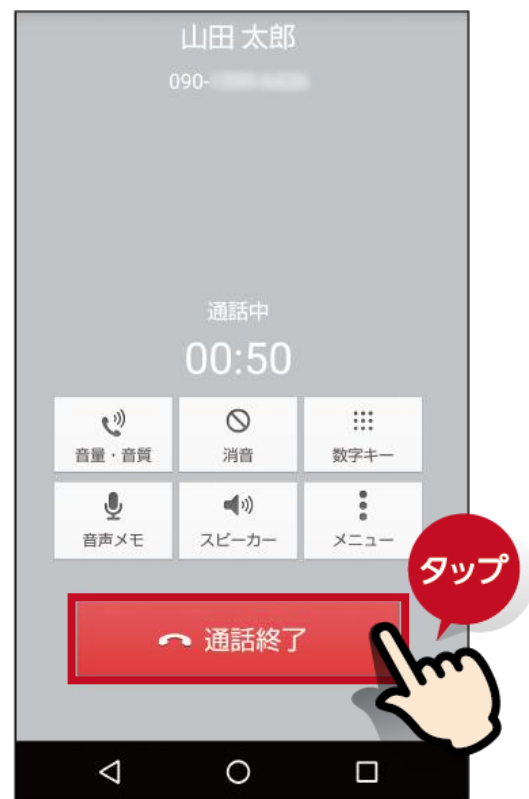 山田 太郎
090-
通話中
00:50
音量・音質
消音
数字キー
音声メモ
スピーカー
メニュー
タップ
通話終了